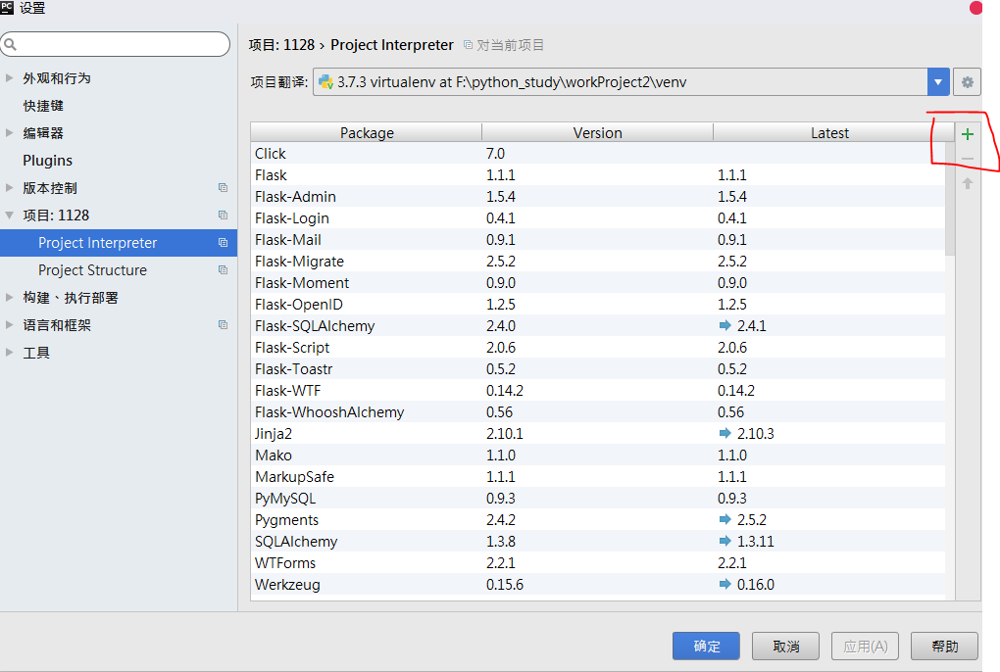 PC 设置
项目: 1128 › Project Interpreter 对当前项目
外观和行为
快捷键
编辑器
Plugins
版本控制
项目: 1128
Project Interpreter
Project Structure
构建、执行部署
语言和框架
工具
项目翻译: 3.7.3 virtualenv at F:\python_study\workProject2\venv
Package Version Latest
Click 7.0
Flask 1.1.1 1.1.1
Flask-Admin 1.5.4 1.5.4
Flask-Login 0.4.1 0.4.1
Flask-Mail 0.9.1 0.9.1
Flask-Migrate 2.5.2 2.5.2
Flask-Moment 0.9.0 0.9.0
Flask-OpenID 1.2.5 1.2.5
Flask-SQLAlchemy 2.4.0 2.4.1
Flask-Script 2.0.6 2.0.6
Flask-Toastr 0.5.2 0.5.2
Flask-WTF 0.14.2 0.14.2
Flask-WhooshAlchemy 0.56 0.56
Jinja2 2.10.1 2.10.3
Mako 1.1.0 1.1.0
MarkupSafe 1.1.1 1.1.1
PyMySQL 0.9.3 0.9.3
Pygments 2.4.2 2.5.2
SQLAlchemy 1.3.8 1.3.11
WTForms 2.2.1 2.2.1
Werkzeug 0.15.6 0.16.0
确定 取消 应用(A) 帮助